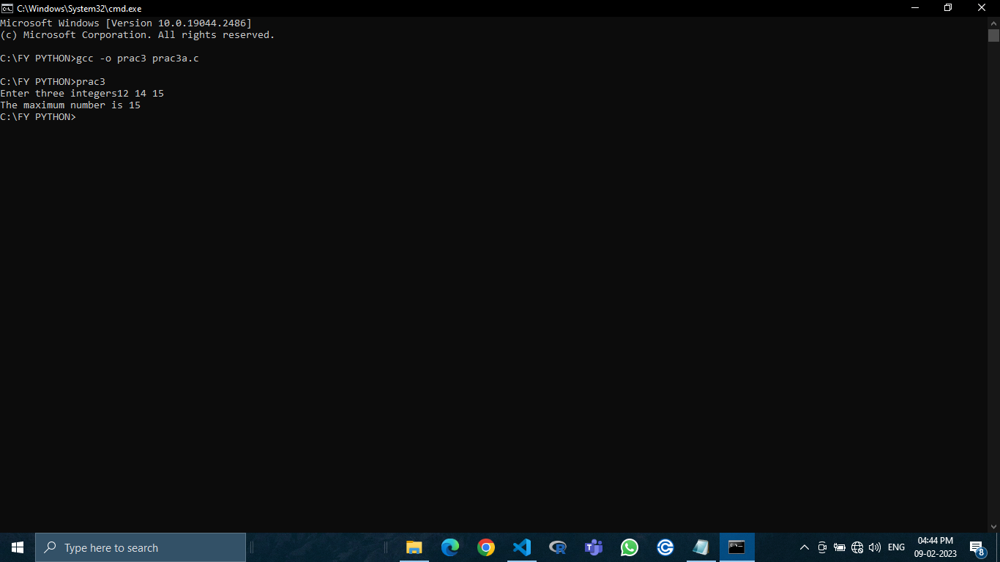 C:\Windows\System32\cmd.exe
Microsoft Windows [Version 10.0.19044.2486]
(c) Microsoft Corporation. All rights reserved.
C:\FY PYTHON>gcc -o prac3 prac3a.c
C:\FY PYTHON>prac3
Enter three integers12 14 15
The maximum number is 15
C:\FY PYTHON>
Type here to search
ENG
04:44 PM
09-02-2023
8